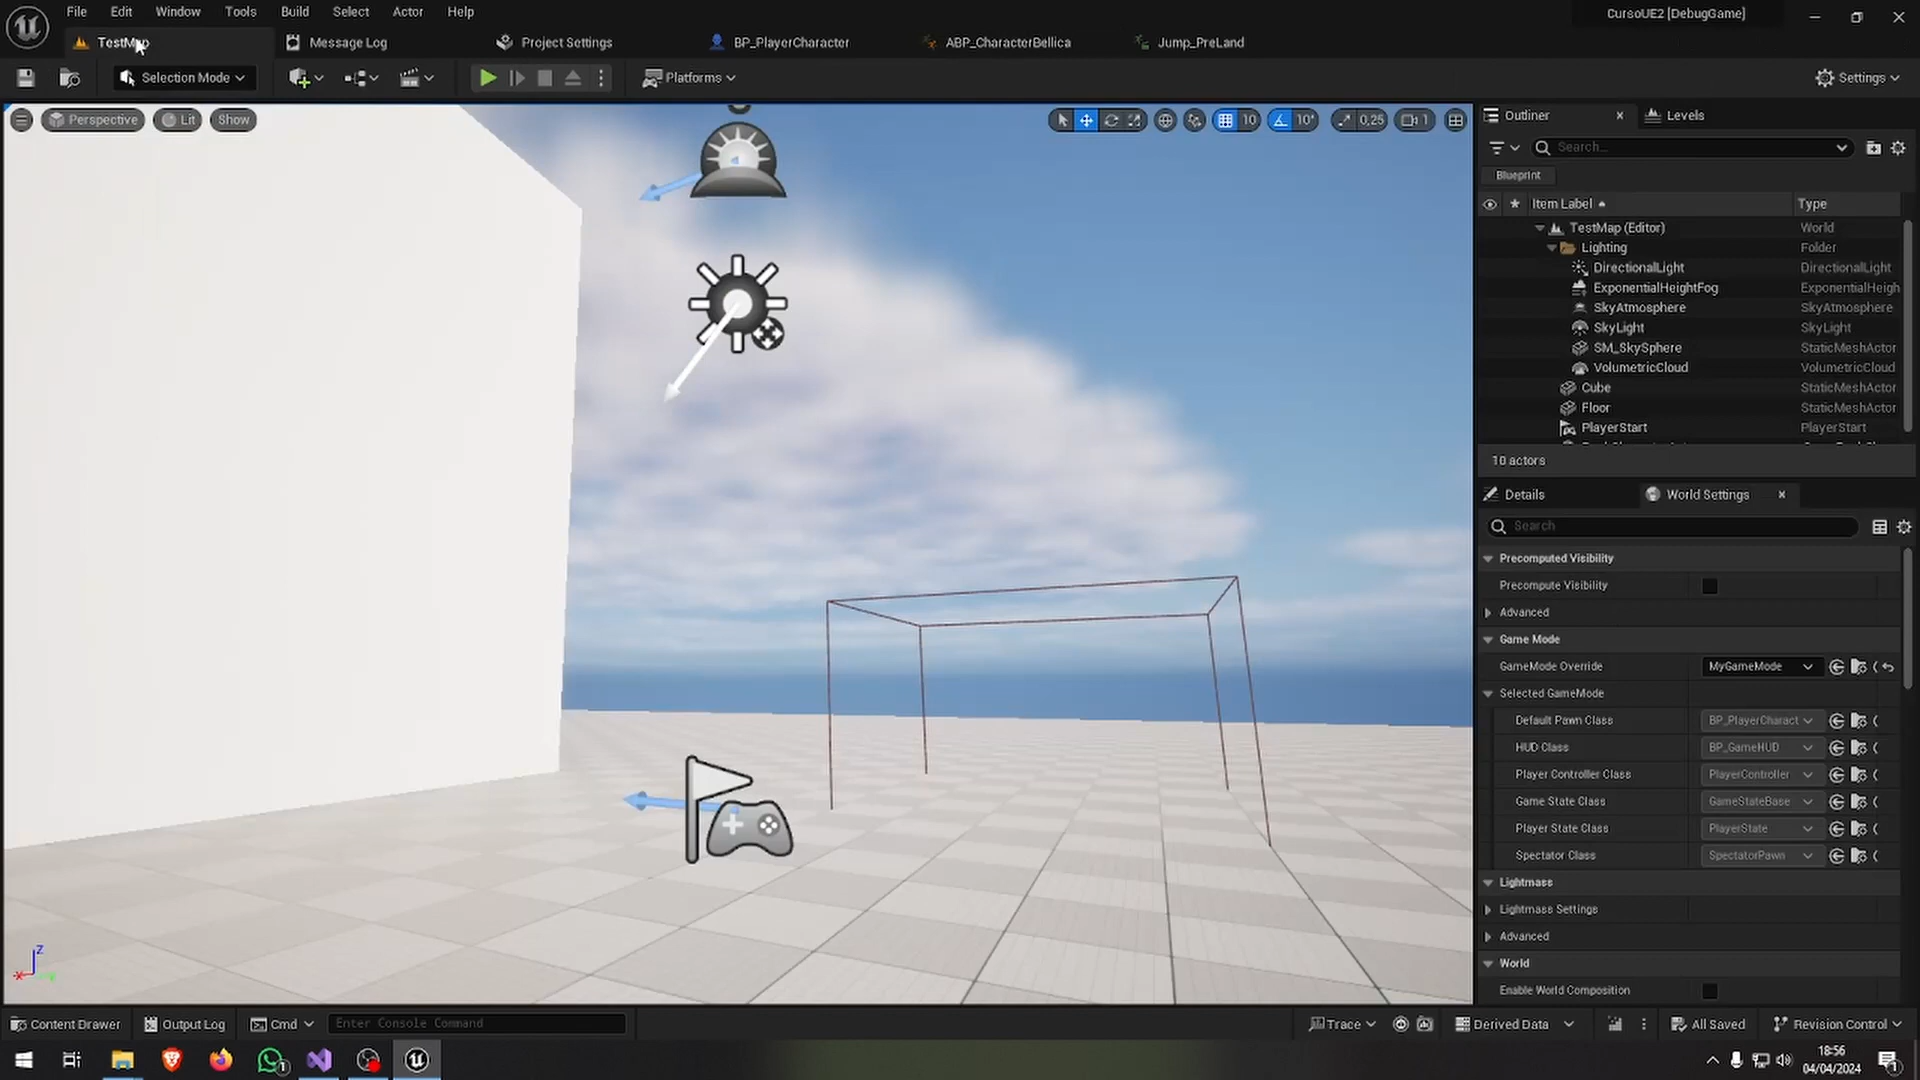 File Edit Window Tools Build Select Actor Help
CursoUE2 [DebugGame]
TestMap
Message Log
Project Settings
BP_PlayerCharacter
ABP_CharacterBellica
Jump_PreLand
Selection Mode
Platforms
Settings
Perspective
Lit
Show
10
10°
0,25
1
Outliner
Levels
Search...
Blueprint
Item Label
Type
TestMap (Editor)
World
Lighting
Folder
DirectionalLight
DirectionalLight
ExponentialHeightFog
ExponentialHeigh
SkyAtmosphere
SkyAtmosphere
SkyLight
SkyLight
SM_SkySphere
StaticMeshActor
VolumetricCloud
VolumetricCloud
Cube
StaticMeshActor
Floor
StaticMeshActor
PlayerStart
PlayerStart
10 actors
Details
World Settings
Search
Precomputed Visibility
Precompute Visibility
Advanced
Game Mode
GameMode Override
MyGameMode
Selected GameMode
Default Pawn Class
BP_PlayerCharact
HUD Class
BP_GameHUD
Player Controller Class
PlayerController
Game State Class
GameStateBase
Player State Class
PlayerState
Spectator Class
SpectatorPawn
Lightmass
Lightmass Settings
Advanced
World
Enable World Composition
Z
Content Drawer
Output Log
Cmd
Enter Console Command
Trace
Derived Data
All Saved
Revision Control
18:56
04/04/2024